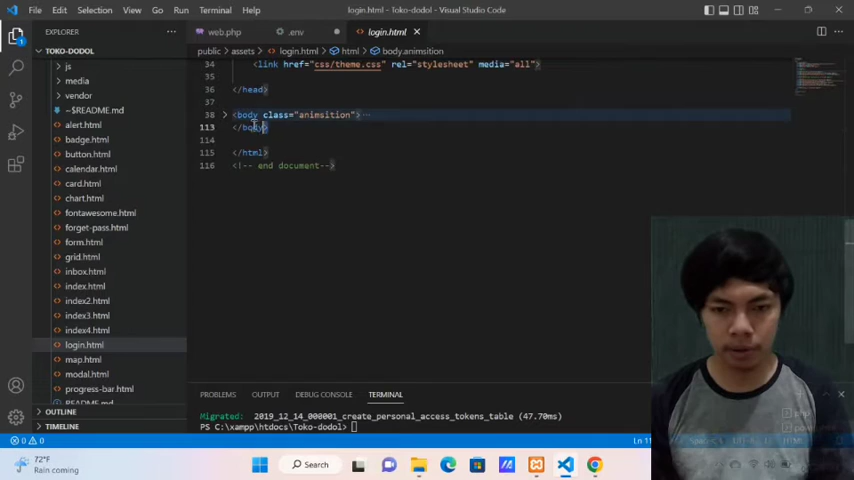 File Edit Selection View Go Run Terminal Help
login.html - Toko-dodol - Visual Studio Code
EXPLORER
TOKO-DODOL
js
media
vendor
~$README.md
alert.html
badge.html
button.html
calendar.html
card.html
chart.html
fontawesome.html
forget-pass.html
form.html
grid.html
inbox.html
index.html
index2.html
index3.html
index4.html
login.html
map.html
modal.html
progress-bar.html
README.md
OUTLINE
TIMELINE
web.php .env login.html
public > assets > login.html > html > body.animsition
34 <link href="css/theme.css" rel="stylesheet" media="all">
35
36 </head>
37
38 <body class="animsition">
113 </body>
114
115 </html>
116 <!-- end document-->
PROBLEMS OUTPUT DEBUG CONSOLE TERMINAL
Migrated: 2019_12_14_000001_create_personal_access_tokens_table (47.70ms)
PS C:\xampp\htdocs\Toko-dodol>
php
0 0
72°F
Rain coming
Search